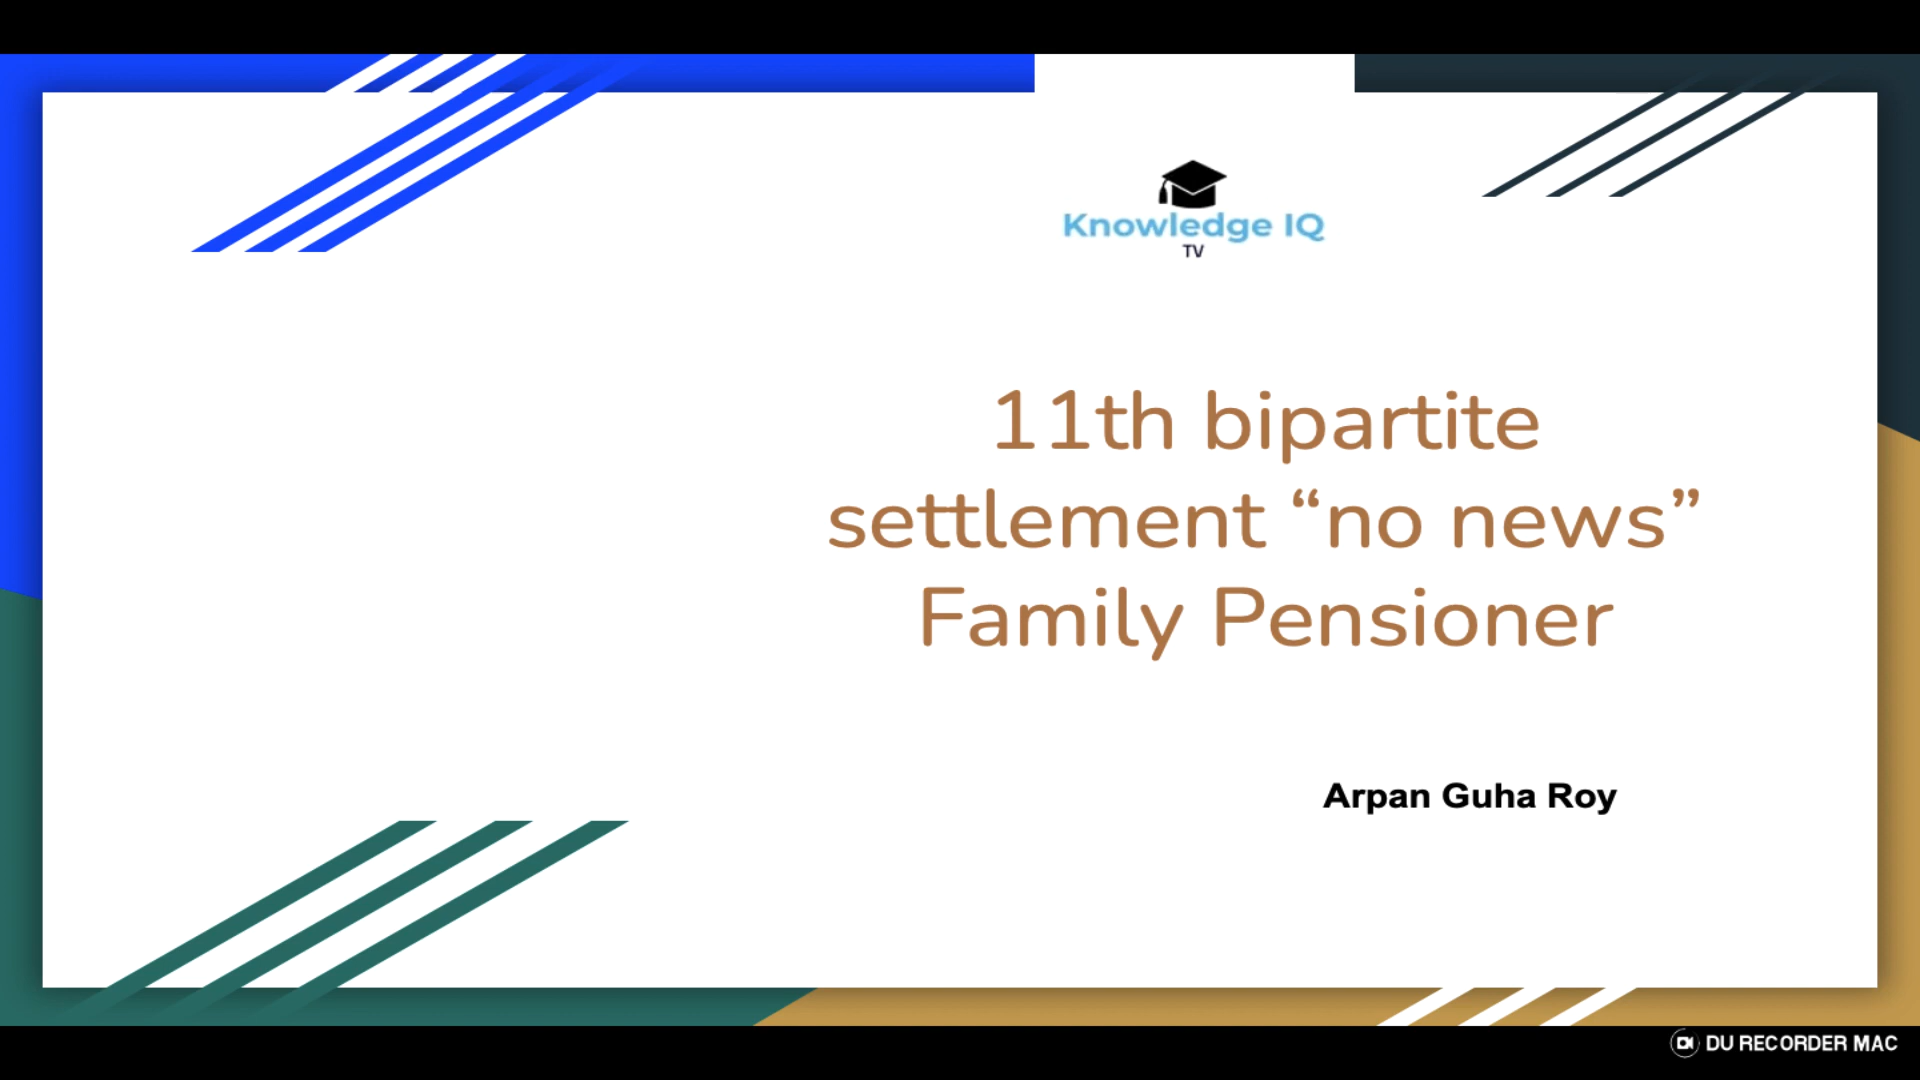 Knowledge IQ
TV
11th bipartite
settlement “no news”
Family Pensioner
Arpan Guha Roy
DU RECORDER MAC